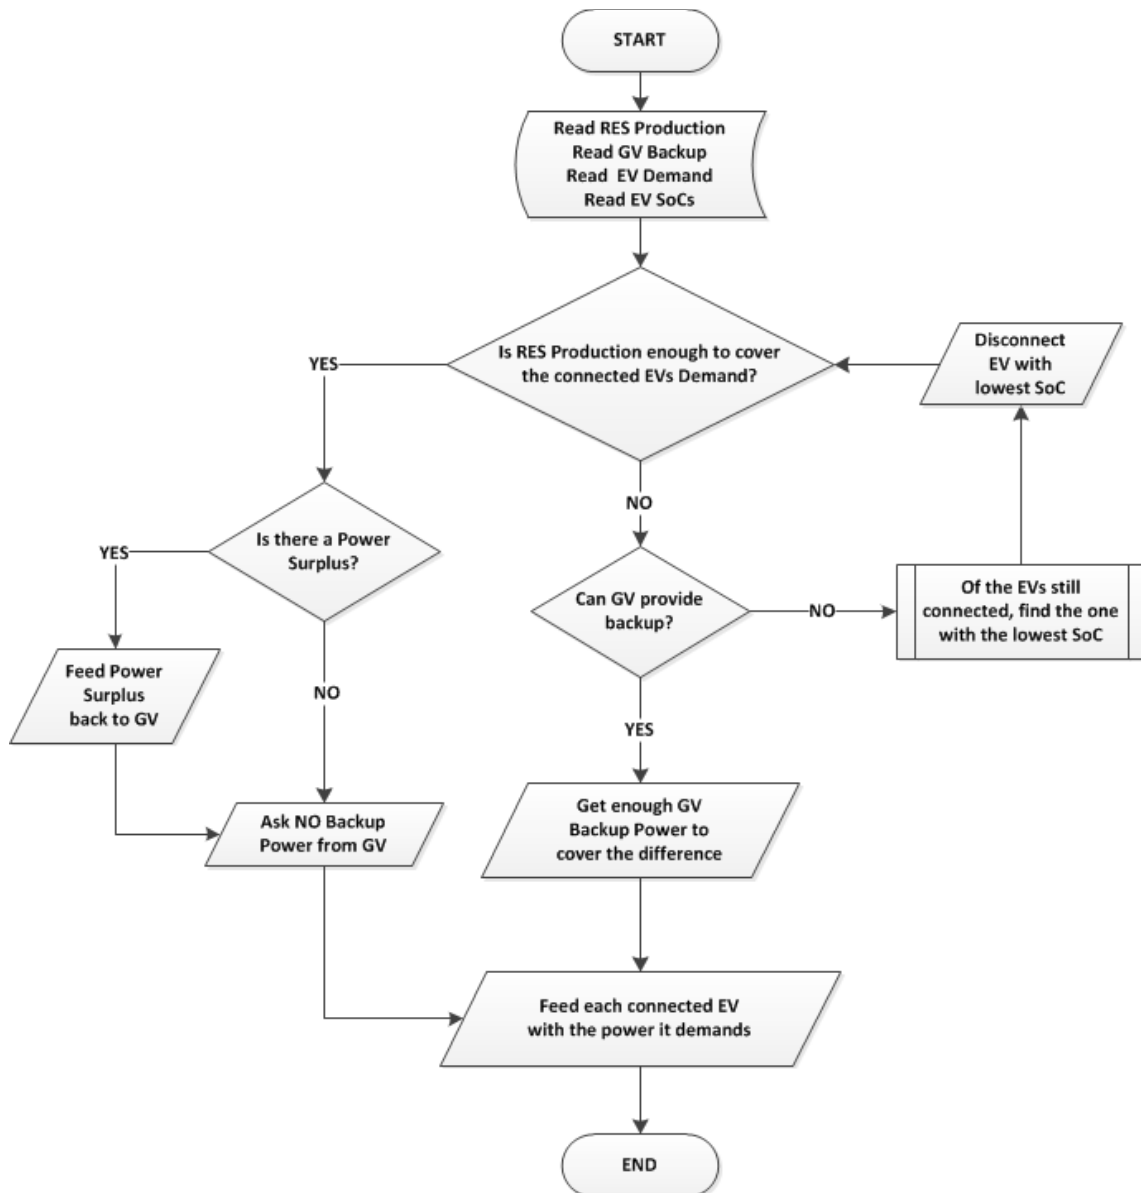 START
Read RES Production
Read GV Backup
Read EV Demand
Read EV SoCs
Is RES Production enough to cover
the connected EVs Demand?
YES
Disconnect
EV with
lowest SoC
NO
Is there a Power
Surplus?
YES
Can GV provide
backup?
NO
Of the EVs still
connected, find the one
with the lowest SoC
Feed Power
Surplus
back to GV
NO
YES
Ask NO Backup
Power from GV
Get enough GV
Backup Power to
cover the difference
Feed each connected EV
with the power it demands
END